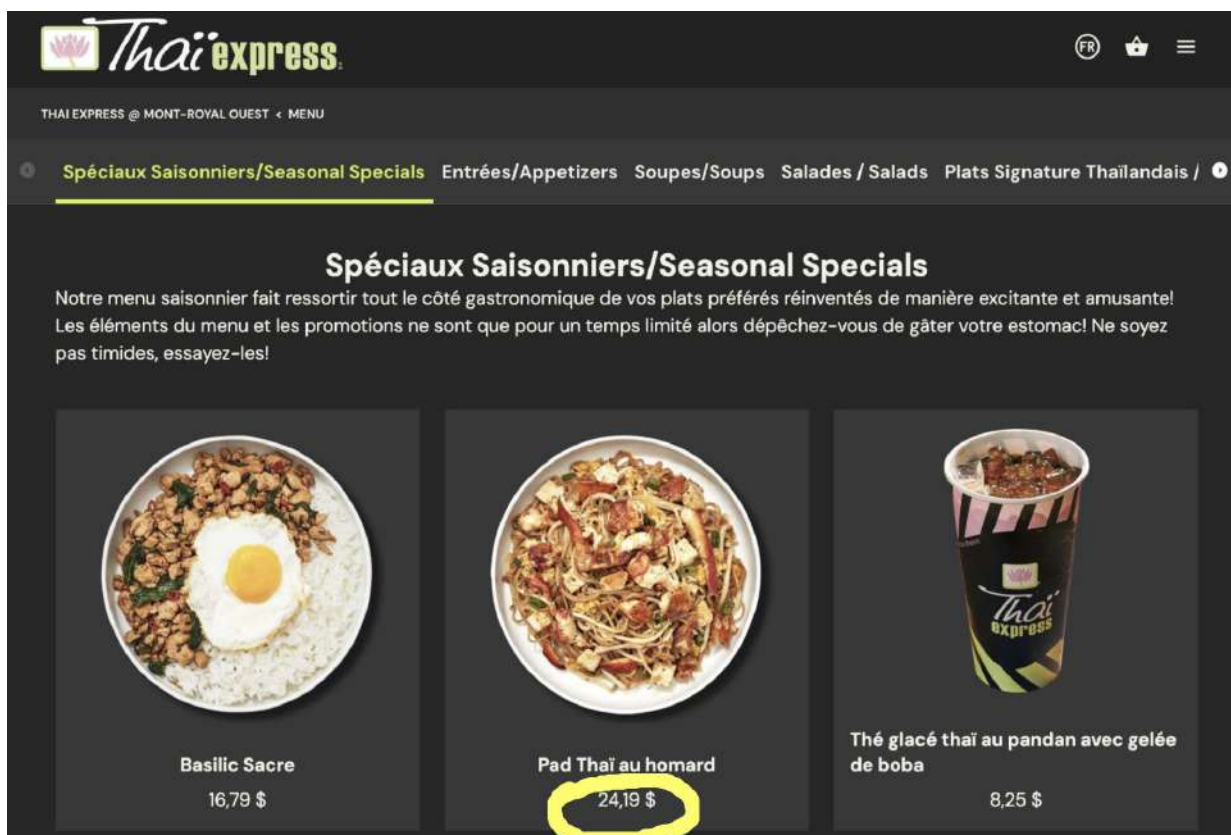 Thaï express
FR
THAI EXPRESS @ MONT-ROYAL OUEST < MENU
Spéciaux Saisonniers/Seasonal Specials Entrées/Appetizers Soupes/Soups Salades / Salads Plats Signature Thaïlandais /
Spéciaux Saisonniers/Seasonal Specials
Notre menu saisonnier fait ressortir tout le côté gastronomique de vos plats préférés réinventés de manière excitante et amusante!
Les éléments du menu et les promotions ne sont que pour un temps limité alors dépêchez-vous de gâter votre estomac! Ne soyez
pas timides, essayez-les!
Thaï
express
Basilic Sacre
16,79 $
Pad Thaï au homard
24,19 $
Thé glacé thaï au pandan avec gelée
de boba
8,25 $